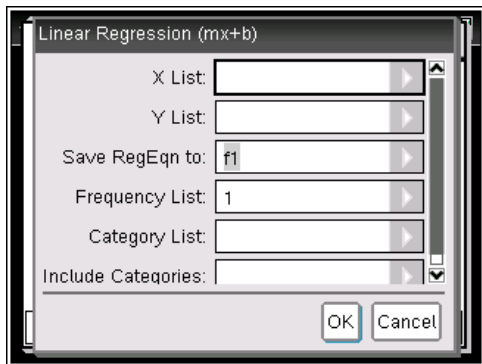 Linear Regression (mx+b)
X List:
Y List:
Save RegEqn to: f1
Frequency List: 1
Category List:
Include Categories:
OK Cancel